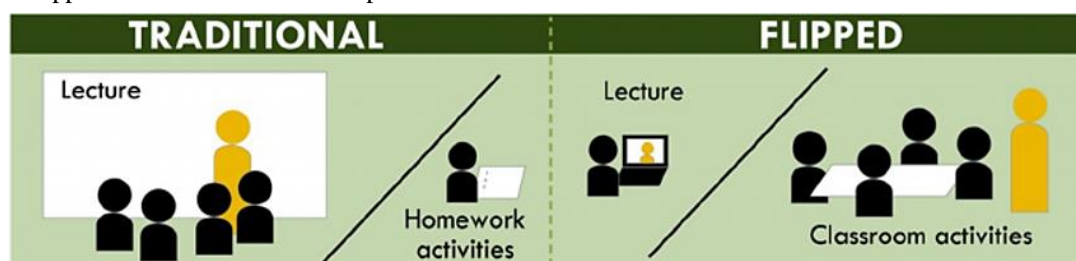 TRADITIONAL
Lecture
Homework
activities
FLIPPED
Lecture
Classroom activities